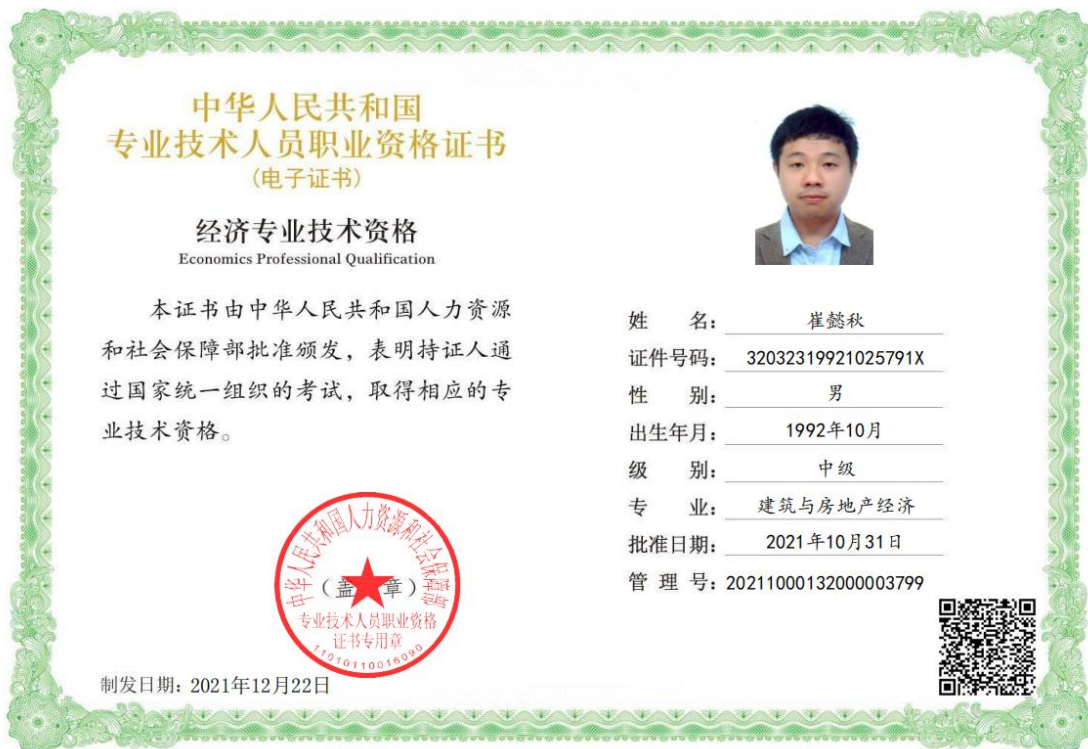 中华人民共和国
专业技术人员职业资格证书
(电子证书)
经济专业技术资格
Economics Professional Qualification
本证书由中华人民共和国人力资源
和社会保障部批准颁发，表明持证人通
过国家统一组织的考试，取得相应的专
业技术资格。
中华人民共和国人力资源和社会保障部
（盖章）
专业技术人员职业资格
证书专用章
11010110016090
制发日期：2021年12月22日
姓名：崔懿秋
证件号码：32032319921025791X
性别：男
出生年月：1992年10月
级别：中级
专业：建筑与房地产经济
批准日期：2021年10月31日
管理号：20211000132000003799